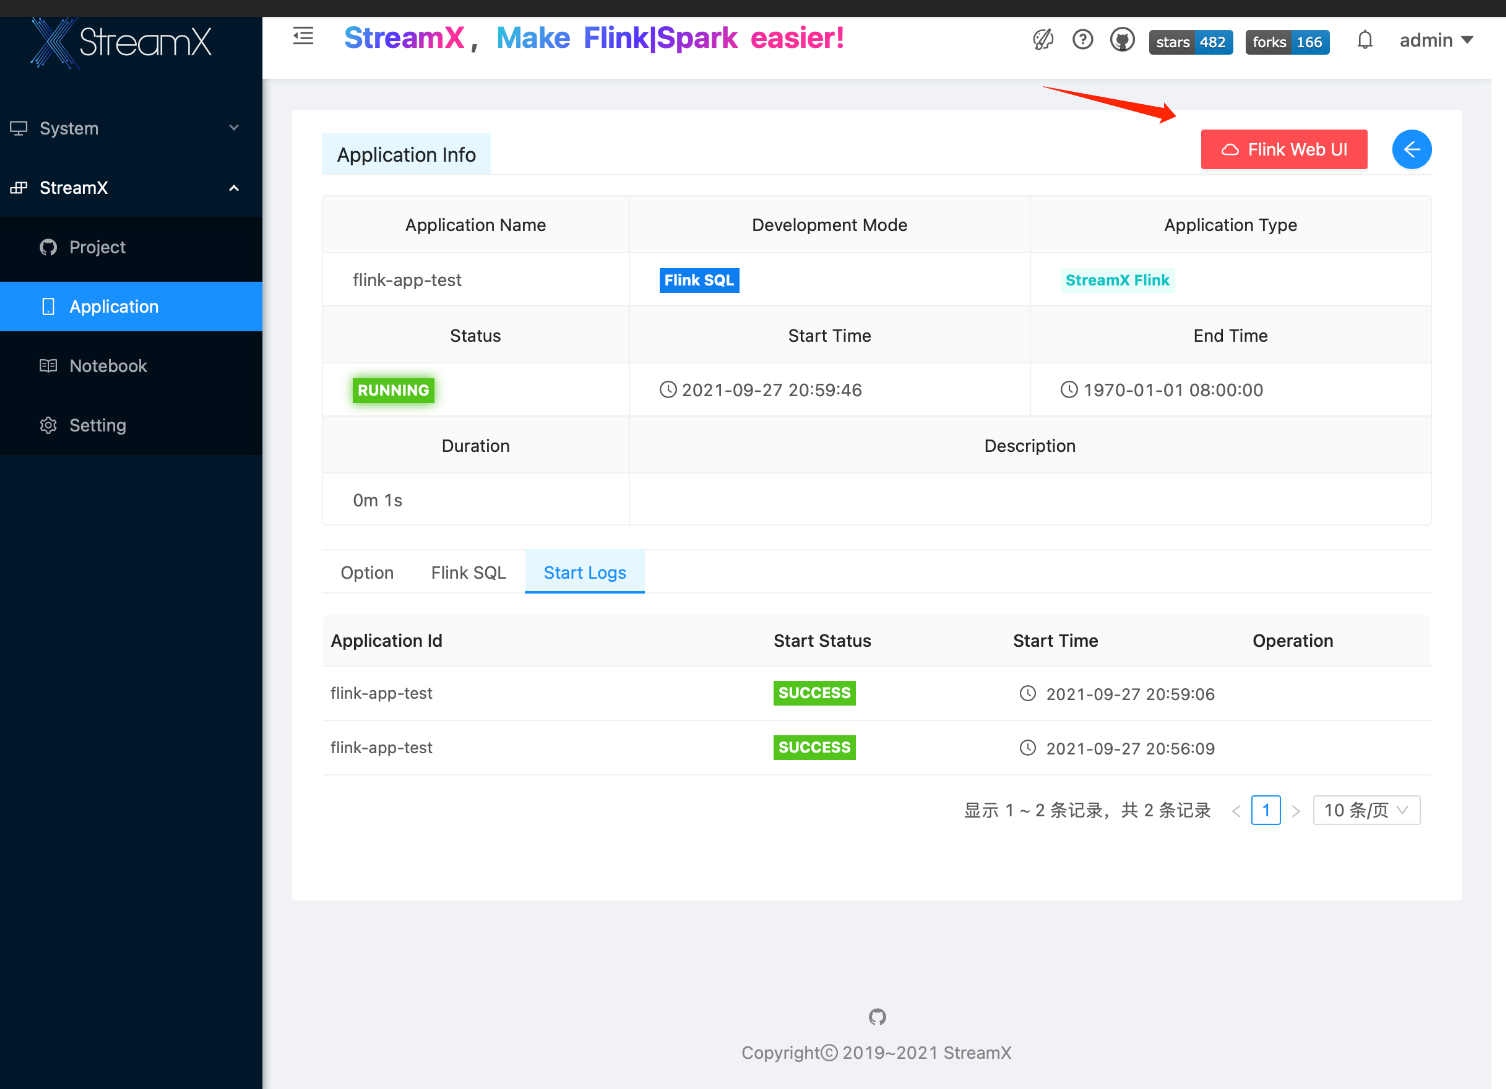 StreamX
StreamX, Make Flink|Spark easier!
stars 482
forks 166
admin
System
StreamX
Project
Application
Notebook
Setting
Application Info
Flink Web UI
Application Name Development Mode Application Type
flink-app-test Flink SQL StreamX Flink
Status Start Time End Time
RUNNING 2021-09-27 20:59:46 1970-01-01 08:00:00
Duration Description
0m 1s
Option Flink SQL Start Logs
Application Id Start Status Start Time Operation
flink-app-test SUCCESS 2021-09-27 20:59:06
flink-app-test SUCCESS 2021-09-27 20:56:09
显示 1 ~ 2 条记录，共 2 条记录 < 1 > 10 条/页
Copyright© 2019~2021 StreamX